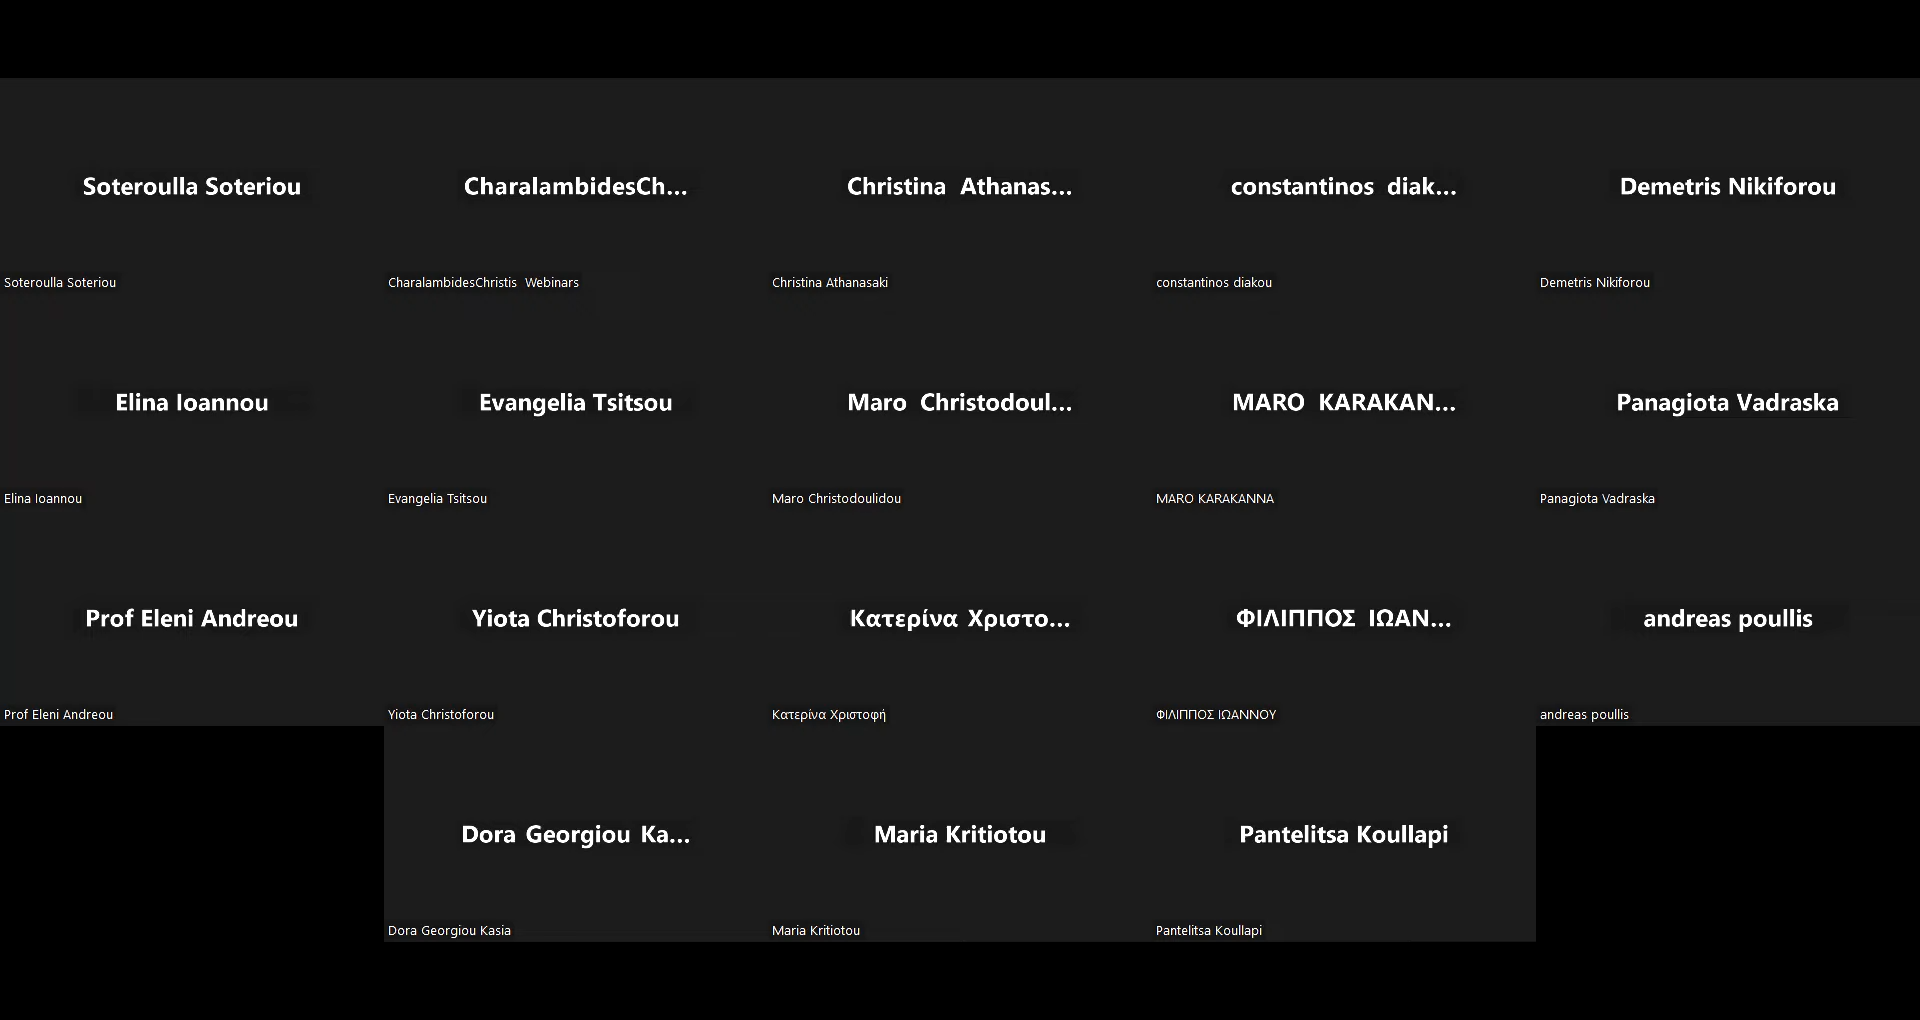 Soteroulla Soteriou
CharalambidesCh...
Christina Athanas...
constantinos diak...
Demetris Nikiforou
Soteroulla Soteriou
CharalambidesChristis Webinars
Christina Athanasaki
constantinos diakou
Demetris Nikiforou
Elina Ioannou
Evangelia Tsitsou
Maro Christodoul...
MARO KARAKAN...
Panagiota Vadraska
Elina Ioannou
Evangelia Tsitsou
Maro Christodoulidou
MARO KARAKANNA
Panagiota Vadraska
Prof Eleni Andreou
Yiota Christoforou
Κατερίνα Χριστο...
ΦΙΛΙΠΠΟΣ ΙΩΑΝ...
andreas poullis
Prof Eleni Andreou
Yiota Christoforou
Κατερίνα Χριστοφή
ΦΙΛΙΠΠΟΣ ΙΩΑΝΝΟΥ
andreas poullis
Dora Georgiou Ka...
Maria Kritiotou
Pantelitsa Koullapi
Dora Georgiou Kasia
Maria Kritiotou
Pantelitsa Koullapi